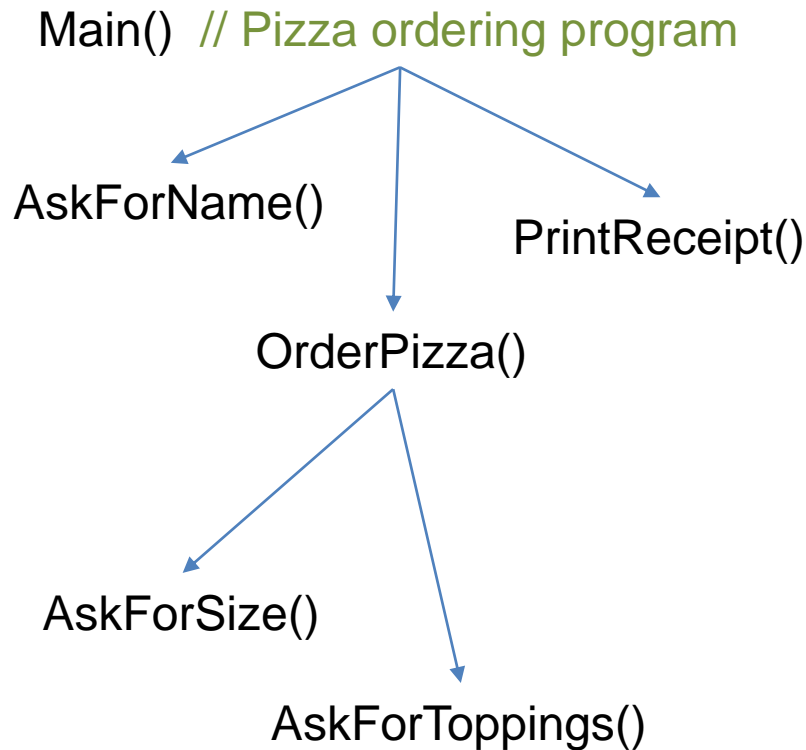 Main() // Pizza ordering program
AskForName()
PrintReceipt()
OrderPizza()
AskForSize()
AskForToppings()